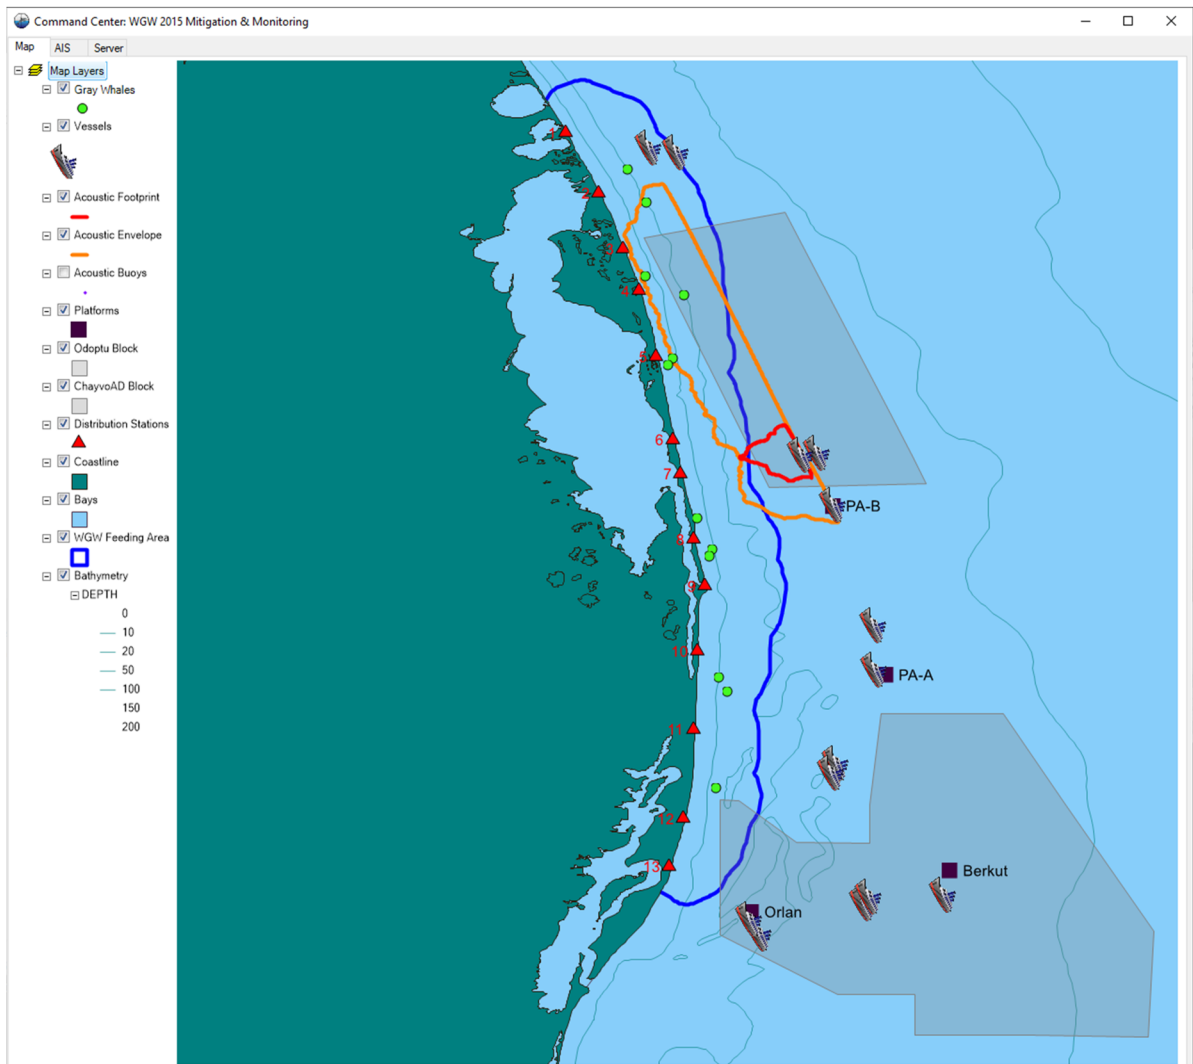 Command Center: WGW 2015 Mitigation & Monitoring
Map AIS Server
Map Layers
Gray Whales
Vessels
Acoustic Footprint
Acoustic Envelope
Acoustic Buoys
Platforms
Odoptu Block
ChayvoAD Block
Distribution Stations
Coastline
Bays
WGW Feeding Area
Bathymetry
DEPTH
0
10
20
50
100
150
200
1
2
3
4
5
6
7
PA-B
8
9
10
PA-A
11
12
13
Berkut
Orlan